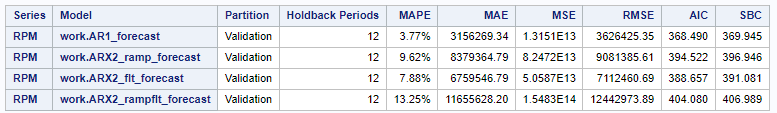 Series Model Partition Holdback Periods MAPE MAE MSE RMSE AIC SBC
RPM work.AR1_forecast Validation 12 3.77% 3156269.34 1.3151E13 3626425.35 368.490 369.945
RPM work.ARX2_ramp_forecast Validation 12 9.62% 8379364.79 8.2472E13 9081385.61 394.522 396.946
RPM work.ARX2_flt_forecast Validation 12 7.88% 6759546.79 5.0587E13 7112460.69 388.657 391.081
RPM work.ARX2_rampflt_forecast Validation 12 13.25% 11655628.20 1.5483E14 12442973.89 404.080 406.989